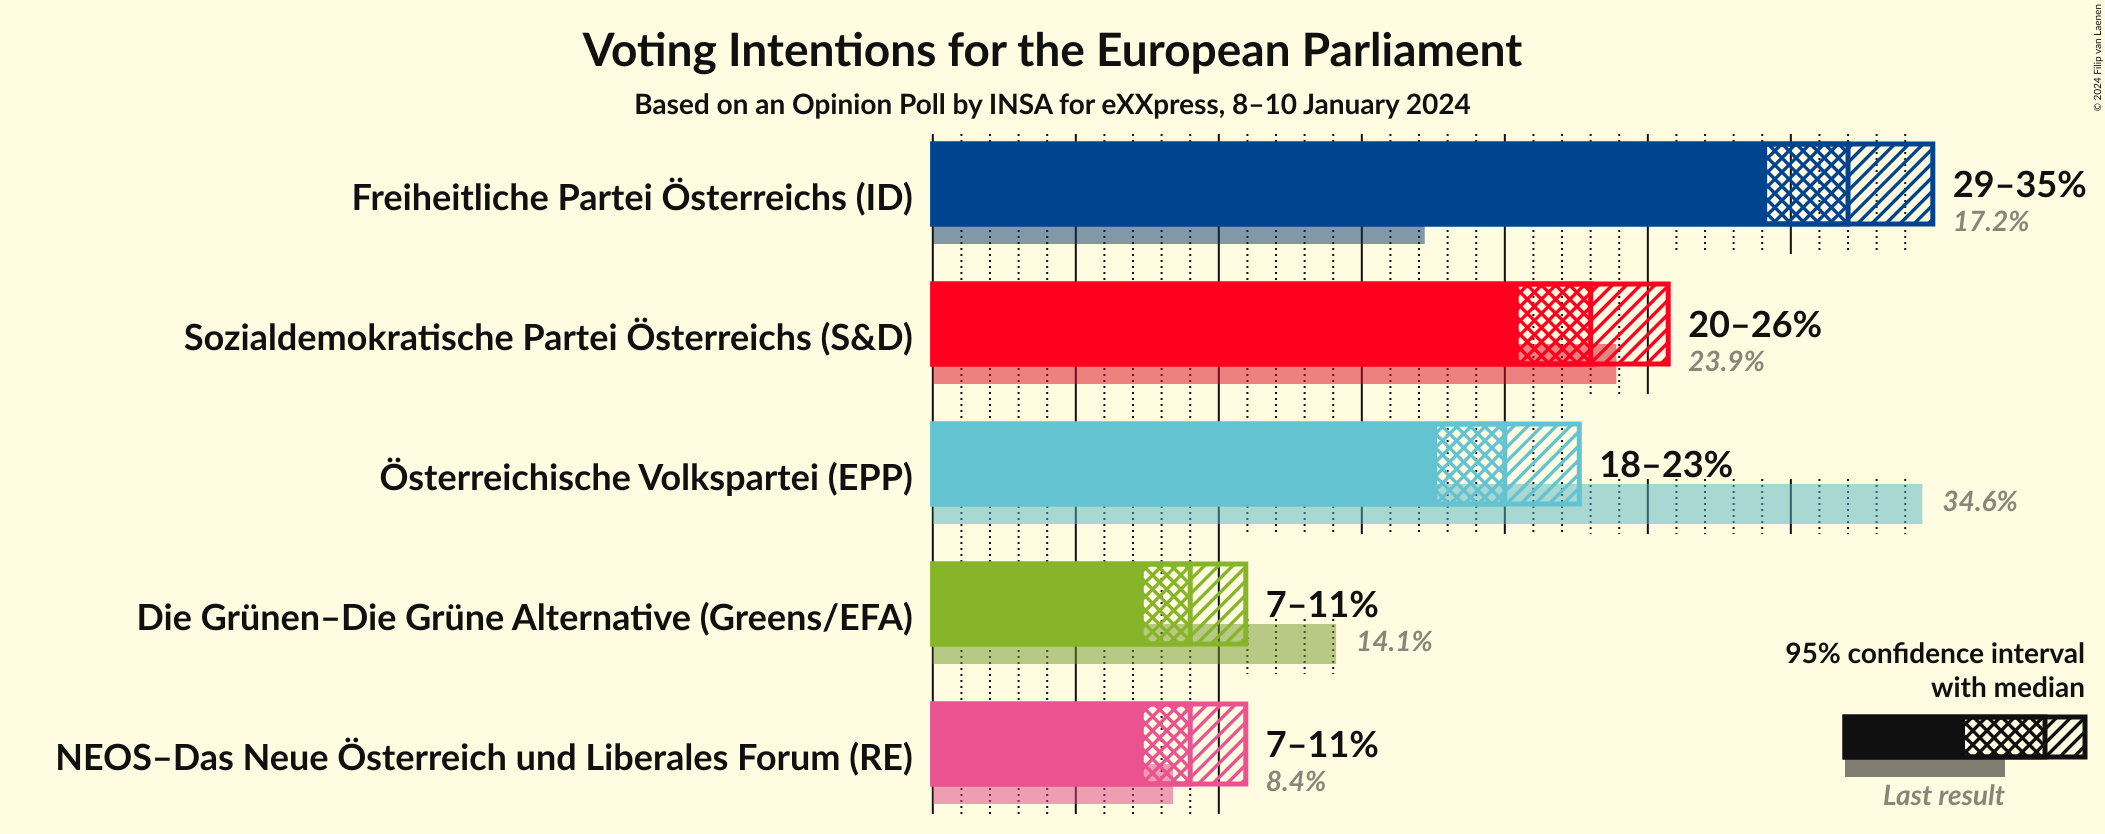 Voting Intentions for the European Parliament
Based on an Opinion Poll by INSA for eXXpress, 8–10 January 2024
© 2024 Filip van Laenen
Freiheitliche Partei Österreichs (ID)
29–35%
17.2%
Sozialdemokratische Partei Österreichs (S&D)
20–26%
23.9%
Österreichische Volkspartei (EPP)
18–23%
34.6%
Die Grünen–Die Grüne Alternative (Greens/EFA)
7–11%
14.1%
NEOS–Das Neue Österreich und Liberales Forum (RE)
7–11%
8.4%
95% confidence interval
with median
Last result